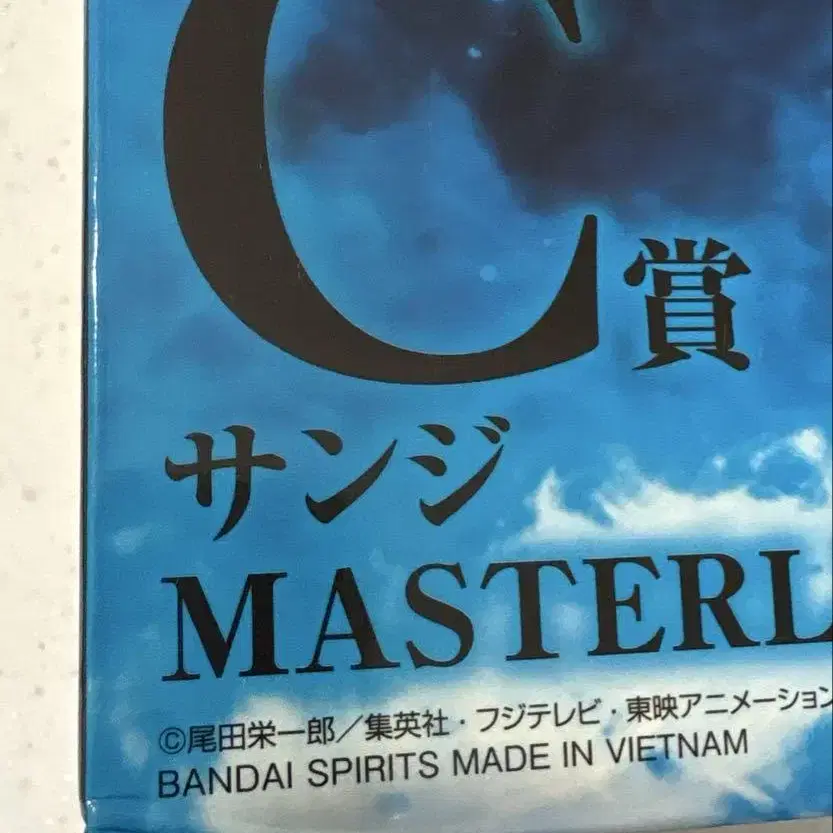 C賞
サンジ
MASTERL
©尾田栄一郎／集英社・フジテレビ・東映アニメーション
BANDAI SPIRITS MADE IN VIETNAM